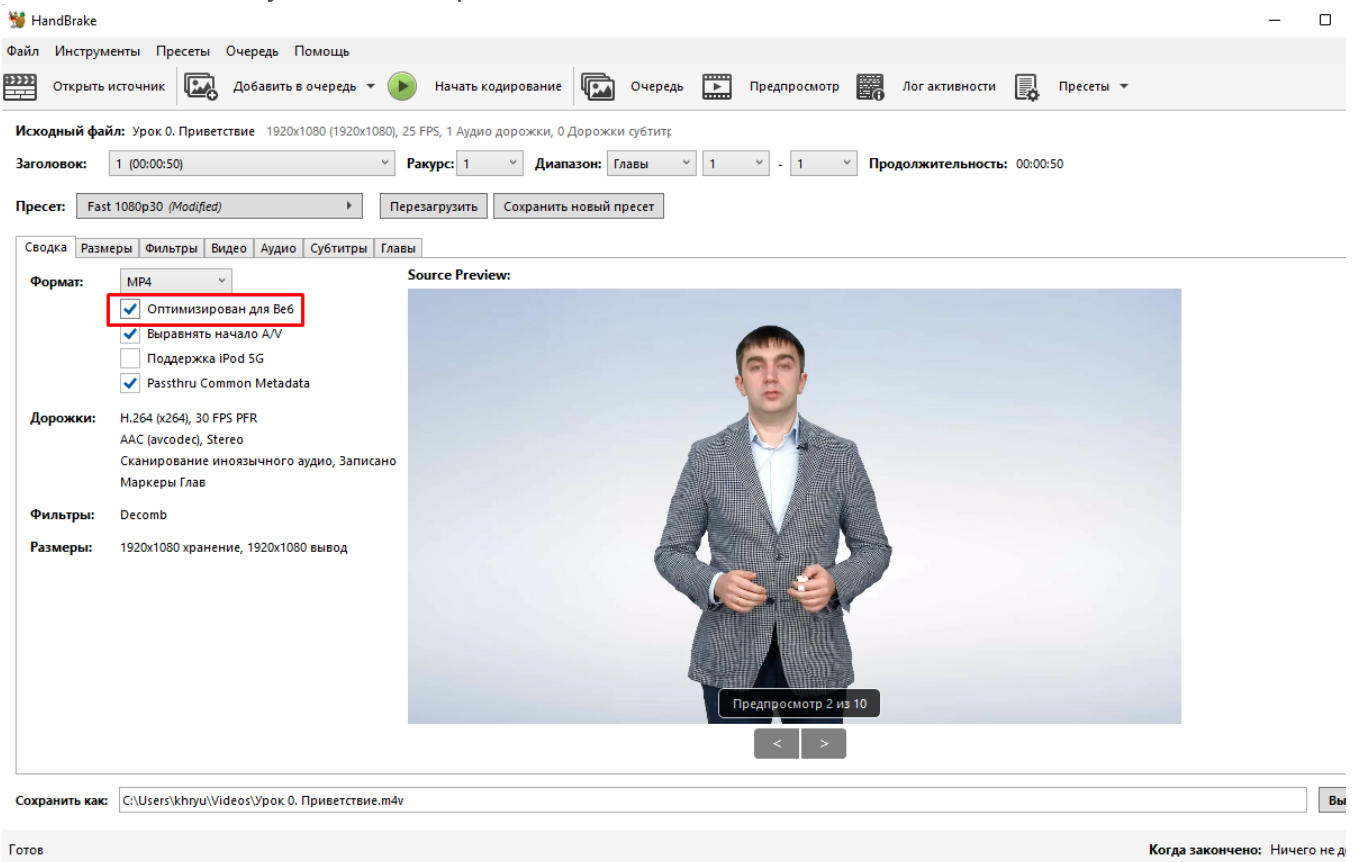 HandBrake
Файл Инструменты Пресеты Очередь Помощь
Открыть источник Добавить в очередь Начать кодирование Очередь Предпросмотр Лог активности Пресеты
Исходный файл: Урок 0. Приветствие 1920x1080 (1920x1080), 25 FPS, 1 Аудио дорожки, 0 Дорожки субтитр
Заголовок: 1 (00:00:50) Ракурс: 1 Диапазон: Главы 1 - 1 Продолжительность: 00:00:50
Пресет: Fast 1080p30 (Modified) Перезагрузить Сохранить новый пресет
Сводка Размеры Фильтры Видео Аудио Субтитры Главы
Формат: MP4
Source Preview:
Оптимизирован для Веб
Выравнять начало A/V
Поддержка iPod 5G
Passthru Common Metadata
Дорожки: H.264 (x264), 30 FPS PFR
AAC (avcodec), Stereo
Сканирование иноязычного аудио, Записано
Маркеры Глав
Фильтры: Decomb
Размеры: 1920x1080 хранение, 1920x1080 вывод
Предпросмотр 2 из 10
< >
Сохранить как: C:\Users\khryu\Videos\Урок 0. Приветствие.m4v Вы
Готов Когда закончено: Ничего не д